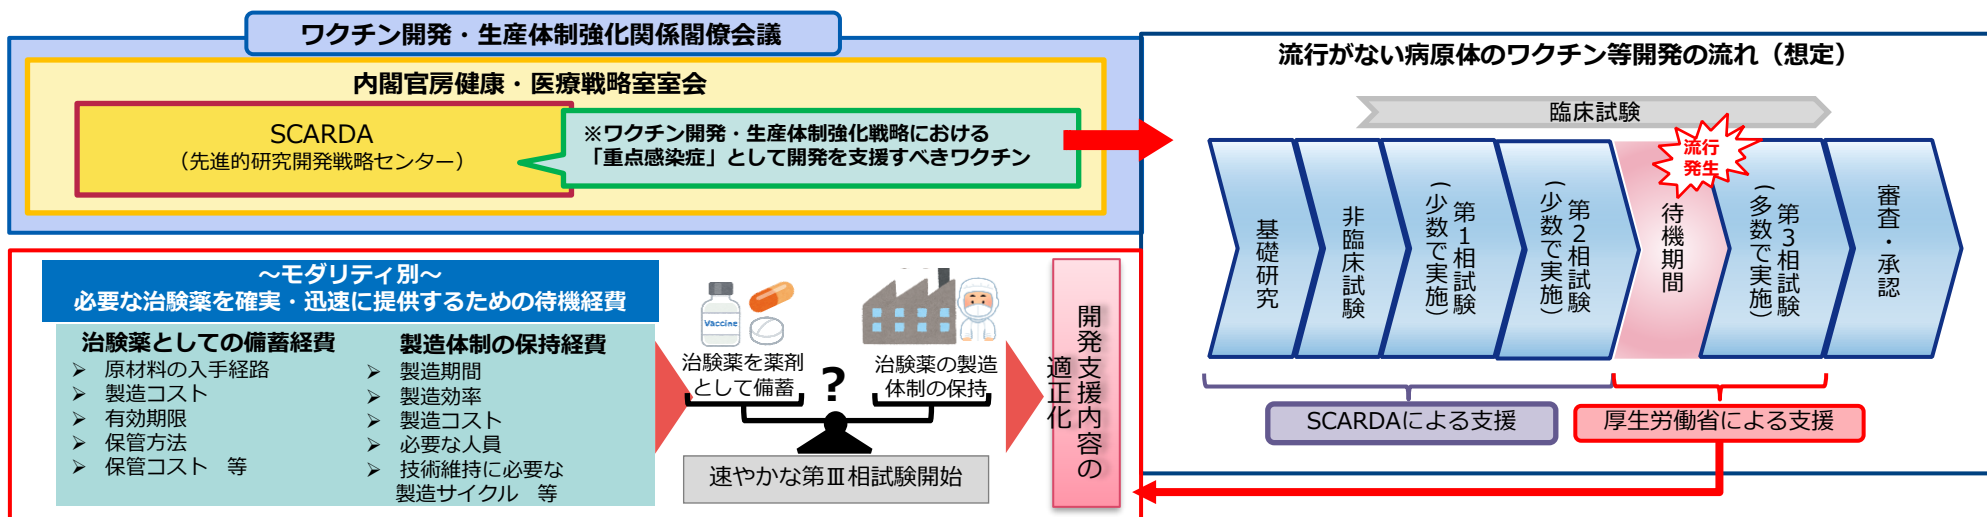 ワクチン開発・生産体制強化関係閣僚会議
内閣官房健康・医療戦略室室会
SCARDA
（先進的研究開発戦略センター）
※ワクチン開発・生産体制強化戦略における
「重点感染症」として開発を支援すべきワクチン
流行がない病原体のワクチン等開発の流れ（想定）
臨床試験
基礎研究
非臨床試験
第1相試験
（少数で実施）
第2相試験
（少数で実施）
流行
発生
待機期間
第3相試験
（多数で実施）
審査・承認
SCARDAによる支援
厚生労働省による支援
～モダリティ別～
必要な治験薬を確実・迅速に提供するための待機経費
治験薬としての備蓄経費
➢ 原材料の入手経路
➢ 製造コスト
➢ 有効期限
➢ 保管方法
➢ 保管コスト　等
製造体制の保持経費
➢ 製造期間
➢ 製造効率
➢ 製造コスト
➢ 必要な人員
➢ 技術維持に必要な
製造サイクル　等
Vaccine
治験薬を薬剤
として備蓄
?
治験薬の製造
体制の保持
速やかな第Ⅲ相試験開始
開発支援内容の
適正化